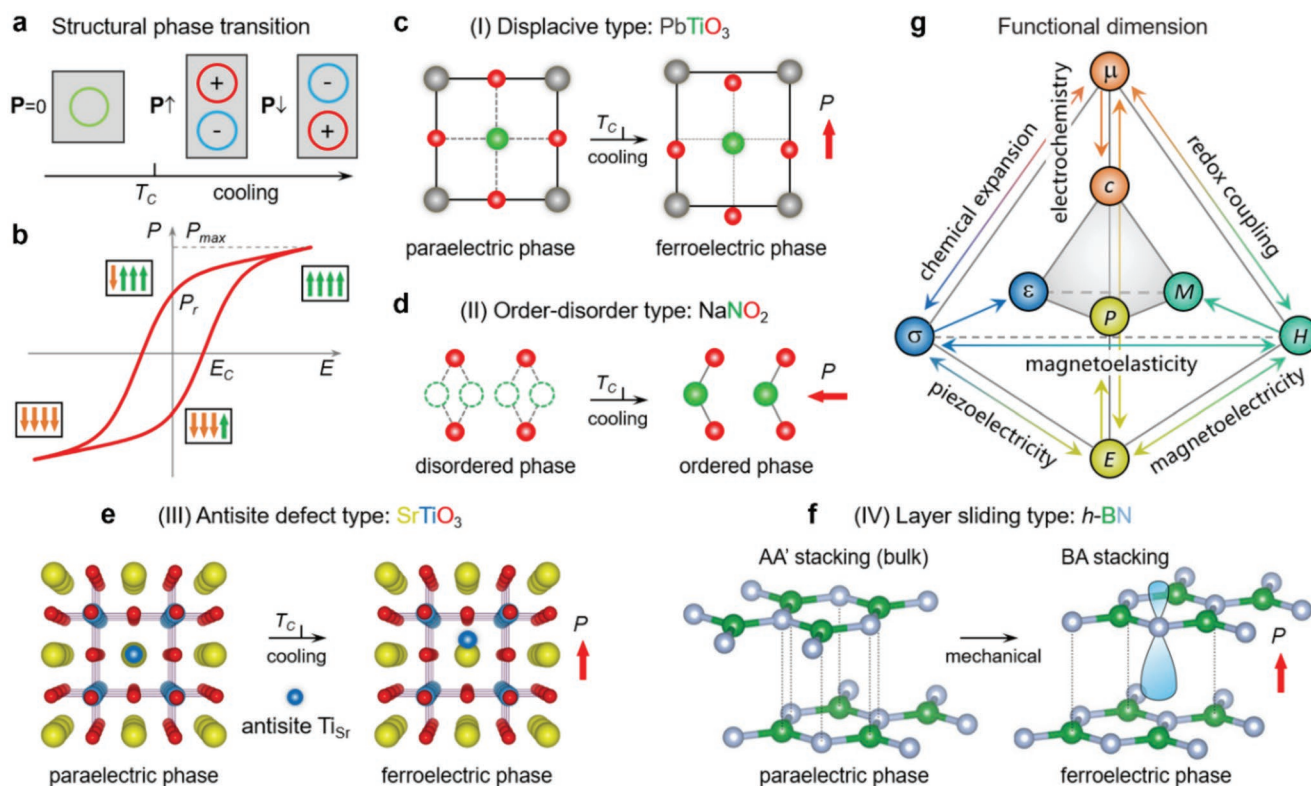 a Structural phase transition
P=0
P↑
+
-
P↓
-
+
T_C cooling
b
P P_max
P_r
E_C E
c (I) Displacive type: PbTiO₃
T_C
cooling
P
paraelectric phase ferroelectric phase
d (II) Order-disorder type: NaNO₂
T_C
cooling
P
disordered phase ordered phase
g Functional dimension
μ
electrochemistry
chemical expansion
redox coupling
c
ε
M
P
σ
H
magnetoelasticity
piezoelectricity
magnetoelectricity
E
e (III) Antisite defect type: SrTiO₃
T_C
cooling
P
antisite Ti_Sr
paraelectric phase ferroelectric phase
f (IV) Layer sliding type: h-BN
AA' stacking (bulk) BA stacking
mechanical
P
paraelectric phase ferroelectric phase